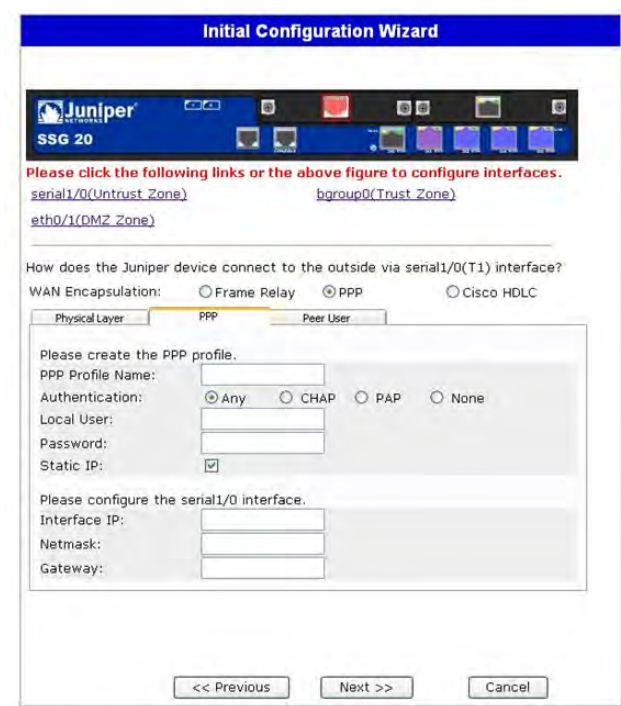 Initial Configuration Wizard
Juniper
NETWORKS
SSG 20
Please click the following links or the above figure to configure interfaces.
serial1/0(Untrust Zone) bgroup0(Trust Zone)
eth0/1(DMZ Zone)
How does the Juniper device connect to the outside via serial1/0(T1) interface?
WAN Encapsulation: Frame Relay PPP Cisco HDLC
Physical Layer PPP Peer User
Please create the PPP profile.
PPP Profile Name:
Authentication: Any CHAP PAP None
Local User:
Password:
Static IP:
Please configure the serial1/0 interface.
Interface IP:
Netmask:
Gateway:
<< Previous Next >> Cancel